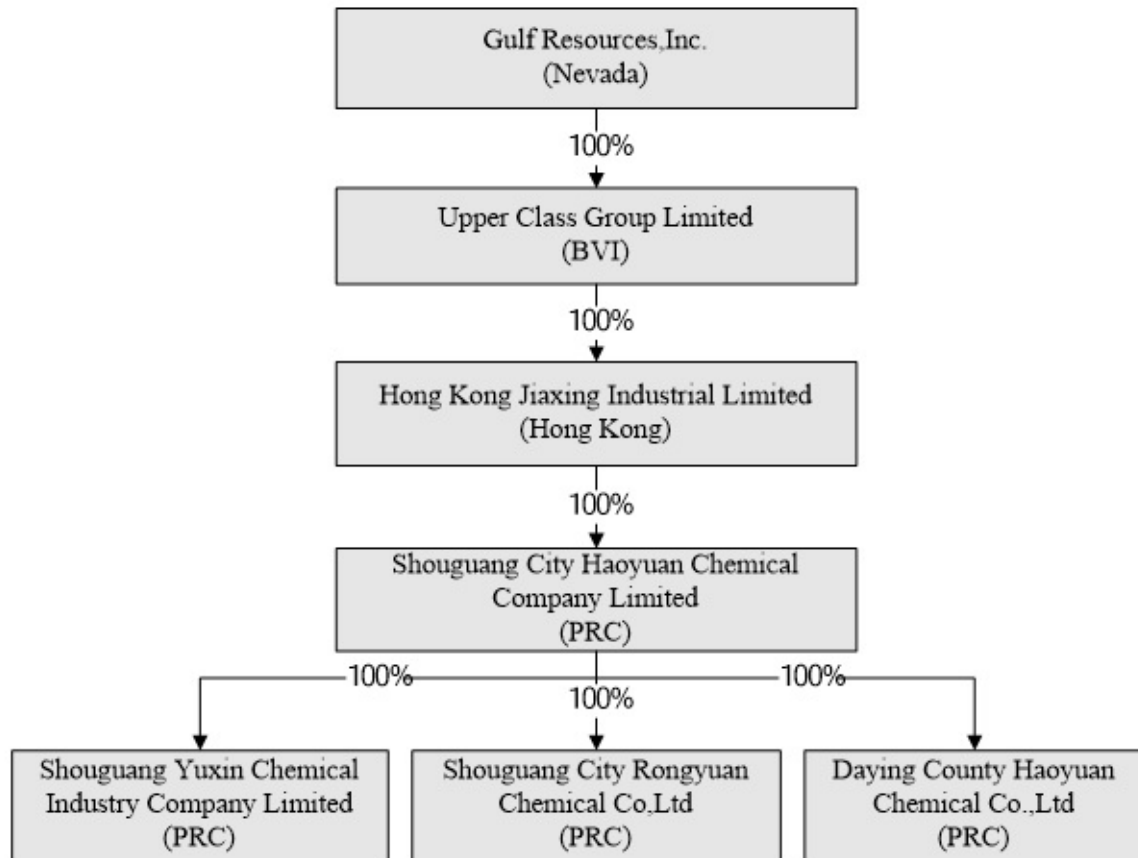 Gulf Resources,Inc.
(Nevada)
100%
Upper Class Group Limited
(BVI)
100%
Hong Kong Jiaxing Industrial Limited
(Hong Kong)
100%
Shouguang City Haoyuan Chemical
Company Limited
(PRC)
100%
100%
100%
Shouguang Yuxin Chemical
Industry Company Limited
(PRC)
Shouguang City Rongyuan
Chemical Co,Ltd
(PRC)
Daying County Haoyuan
Chemical Co.,Ltd
(PRC)